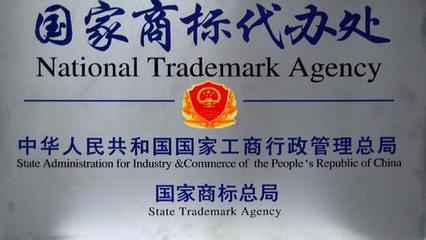 国家商标代办处
National Trademark Agency
中华人民共和国国家工商行政管理总局
State Administration for Industry &Commerce of the People's Republic of China
国家商标总局
State Trademark Agency